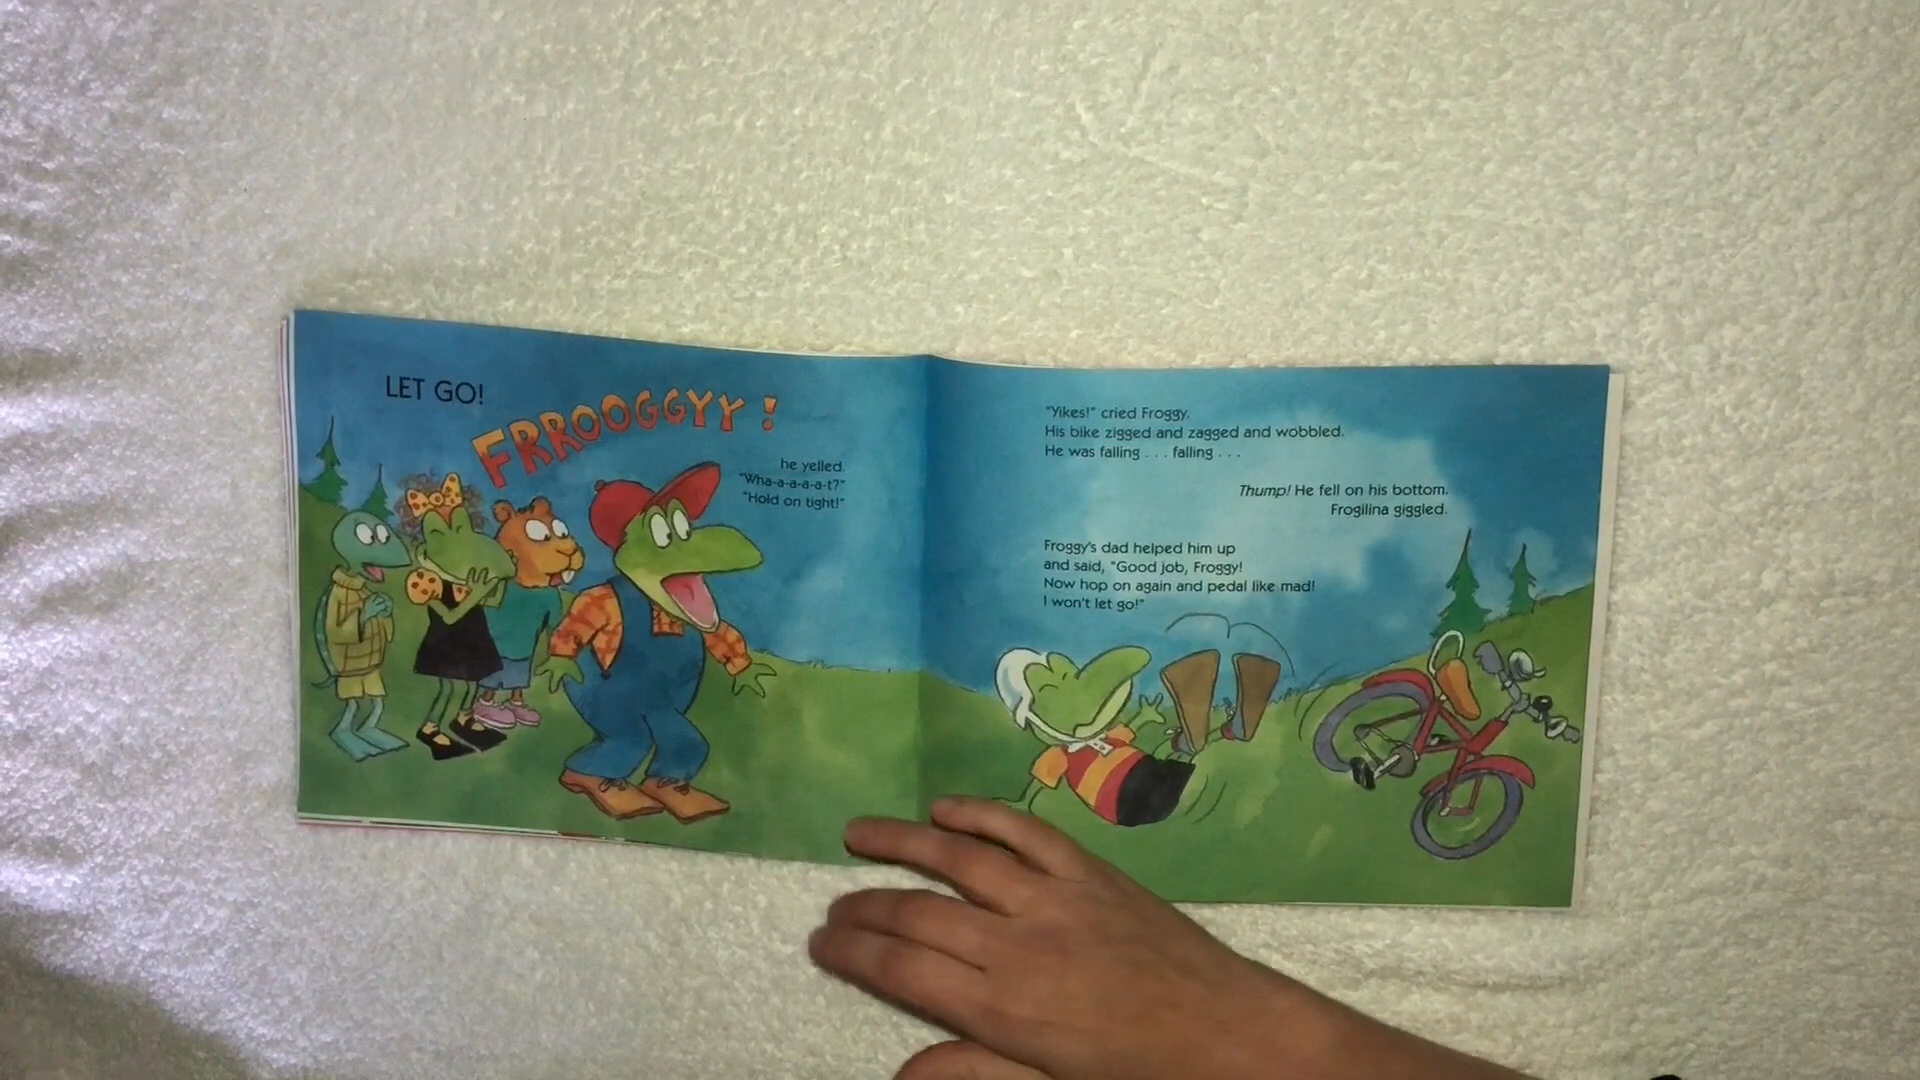 LET GO!
FRROOGGYY!
he yelled.
"Wha-a-a-a-a-t?"
"Hold on tight!"
"Yikes!" cried Froggy.
His bike zigged and zagged and wobbled.
He was falling . . . falling . . .
Thump! He fell on his bottom.
Frogilina giggled.
Froggy's dad helped him up
and said, "Good job, Froggy!
Now hop on again and pedal like mad!
I won't let go!"